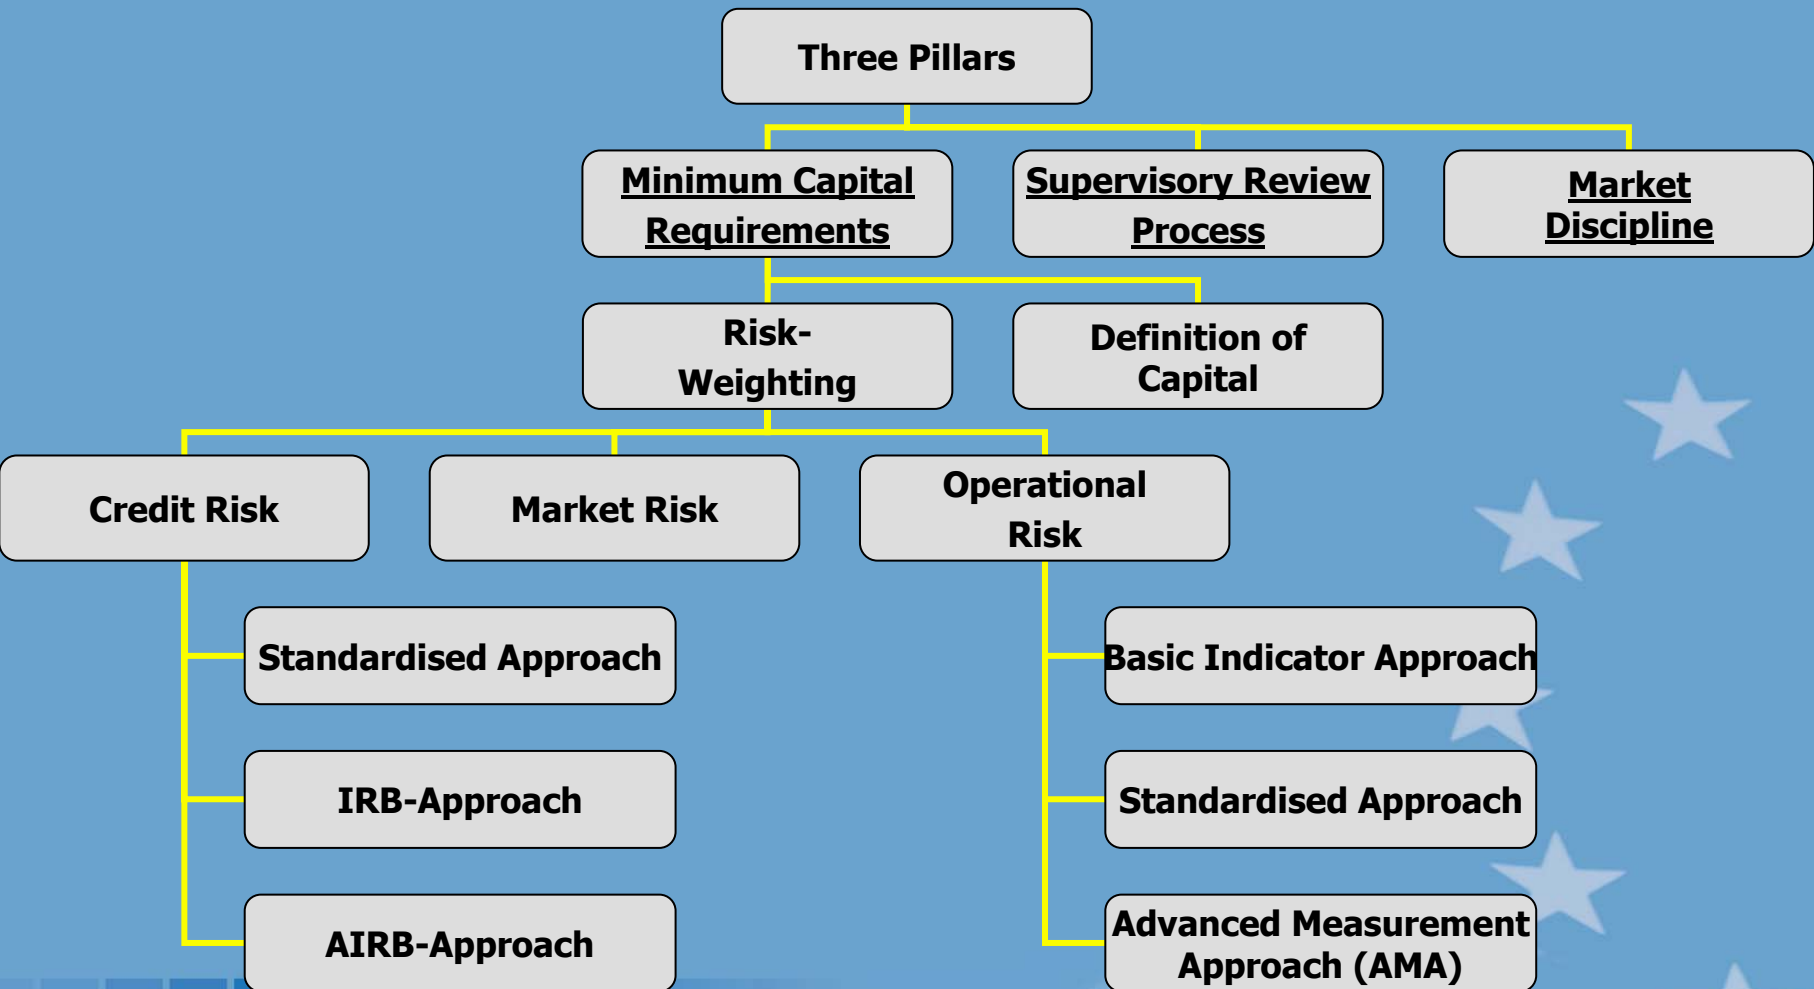 Three Pillars
Minimum Capital
Requirements
Supervisory Review
Process
Market
Discipline
Risk-
Weighting
Definition of
Capital
Credit Risk
Market Risk
Operational
Risk
Standardised Approach
IRB-Approach
AIRB-Approach
Basic Indicator Approach
Standardised Approach
Advanced Measurement
Approach (AMA)